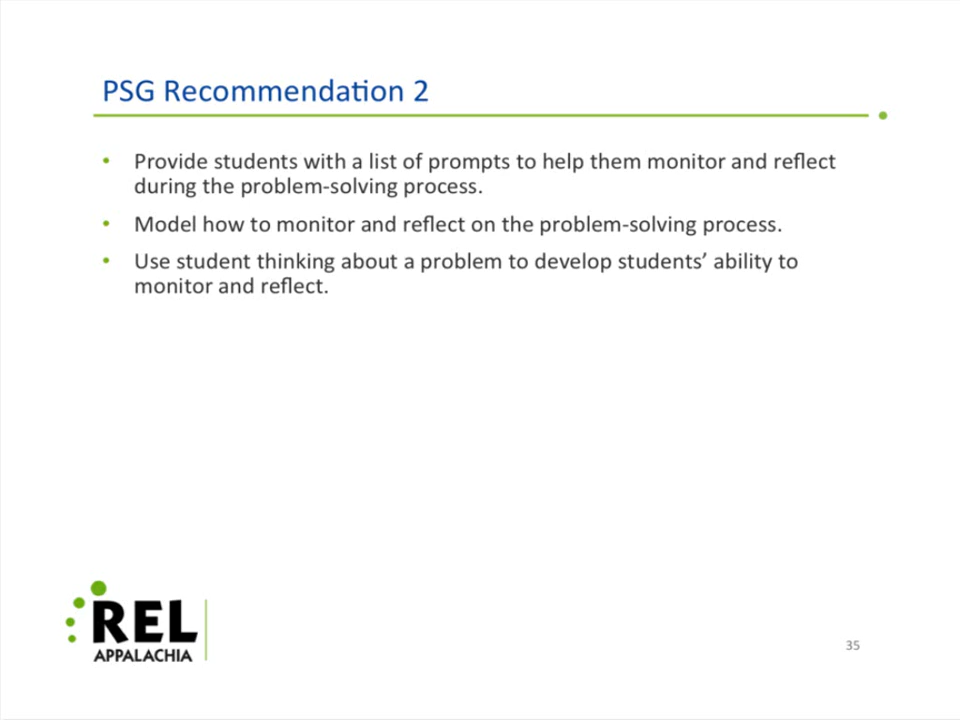 PSG Recommendation 2
• Provide students with a list of prompts to help them monitor and reflect
during the problem-solving process.
• Model how to monitor and reflect on the problem-solving process.
• Use student thinking about a problem to develop students’ ability to
monitor and reflect.
REL
APPALACHIA
35